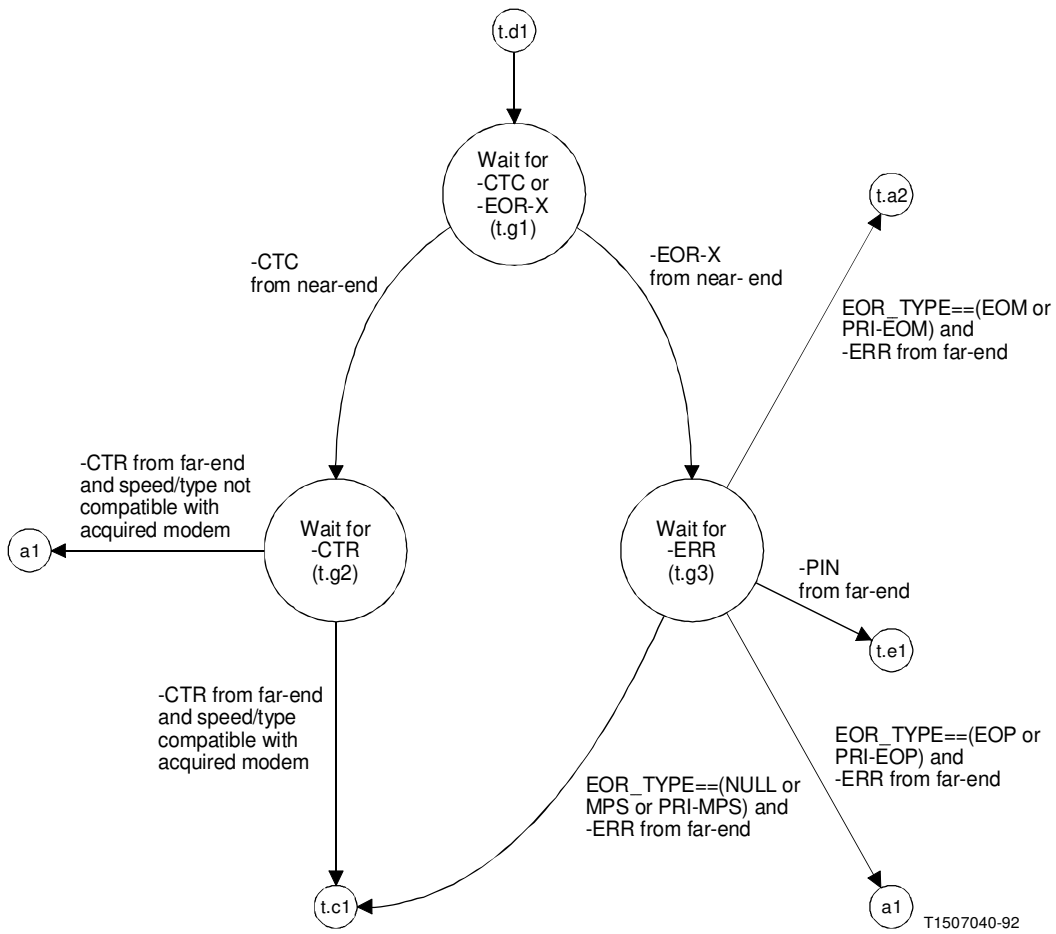 t.d1
Wait for
-CTC or
-EOR-X
(t.g1)
t.a2
-CTC
from near-end
-EOR-X
from near- end
EOR_TYPE==(EOM or
PRI-EOM) and
-ERR from far-end
-CTR from far-end
and speed/type not
compatible with
acquired modem
a1
Wait for
-CTR
(t.g2)
Wait for
-ERR
(t.g3)
-PIN
from far-end
t.e1
-CTR from far-end
and speed/type
compatible with
acquired modem
EOR_TYPE==(NULL or
MPS or PRI-MPS) and
-ERR from far-end
EOR_TYPE==(EOP or
PRI-EOP) and
-ERR from far-end
t.c1
a1
T1507040-92